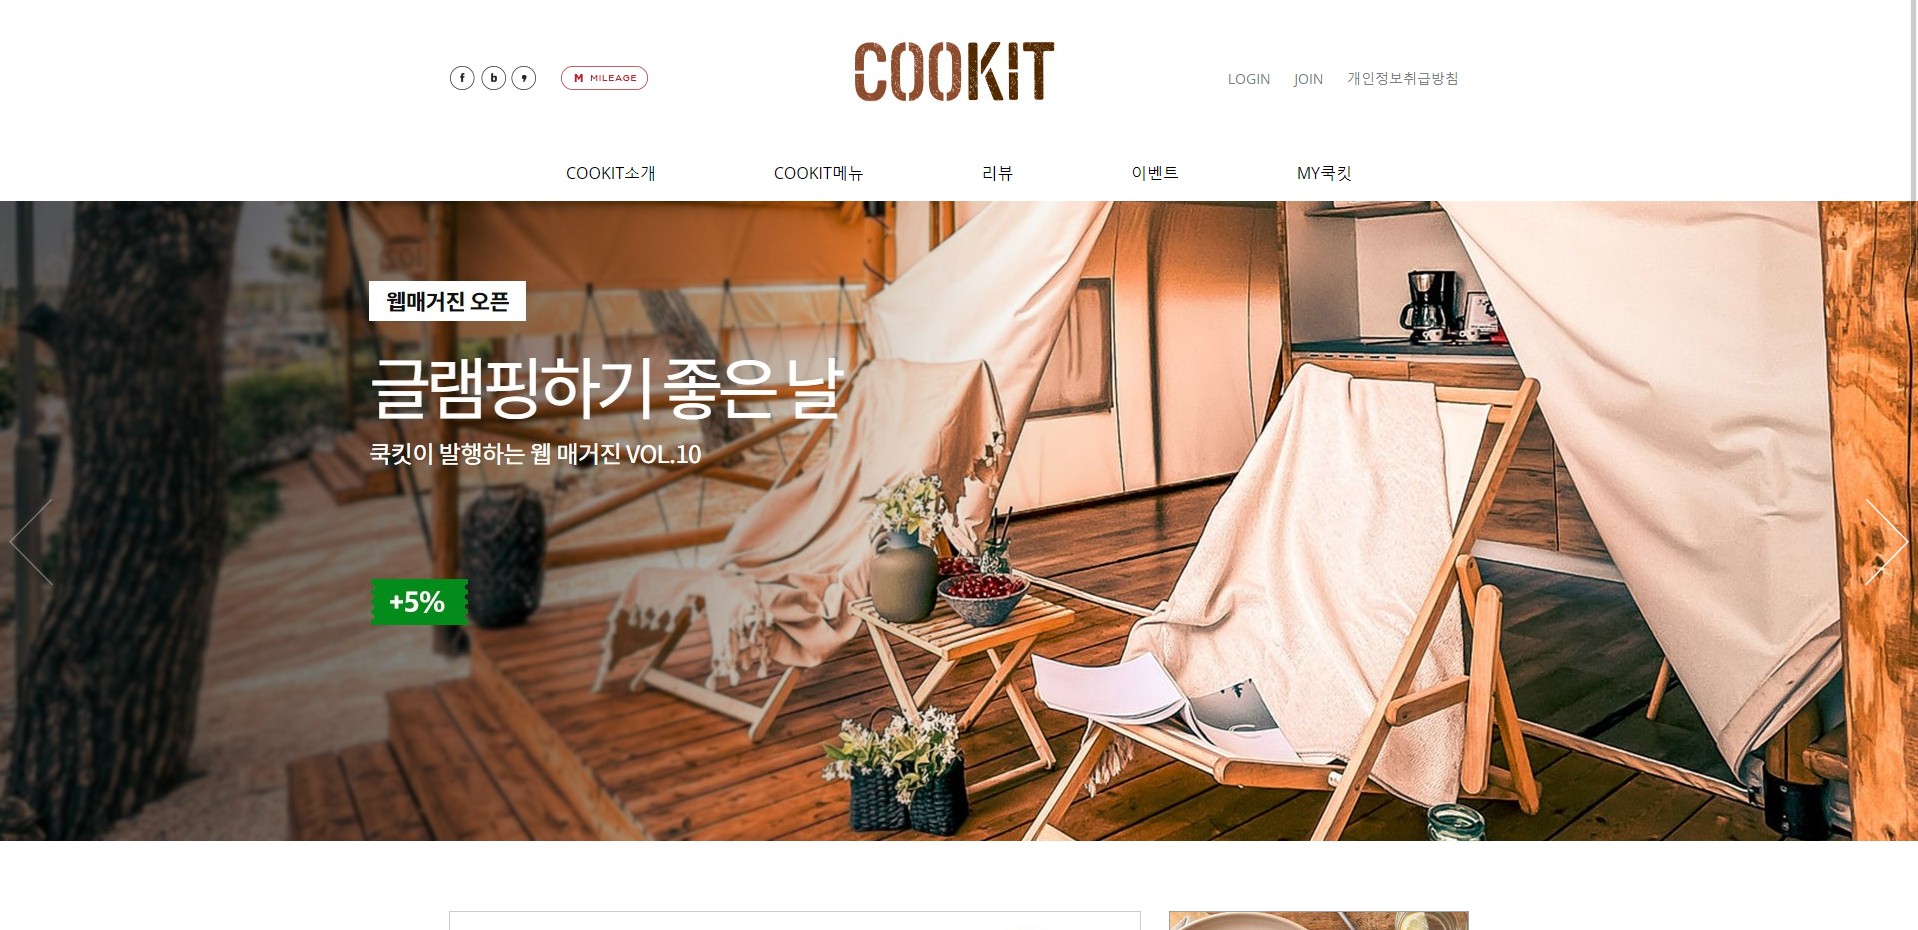 f b 9 M MILEAGE
COOKIT
LOGIN JOIN 개인정보취급방침
COOKIT소개 COOKIT메뉴 리뷰 이벤트 MY쿡킷
웹매거진 오픈
글램핑하기 좋은 날
쿡킷이 발행하는 웹 매거진 VOL.10
+5%